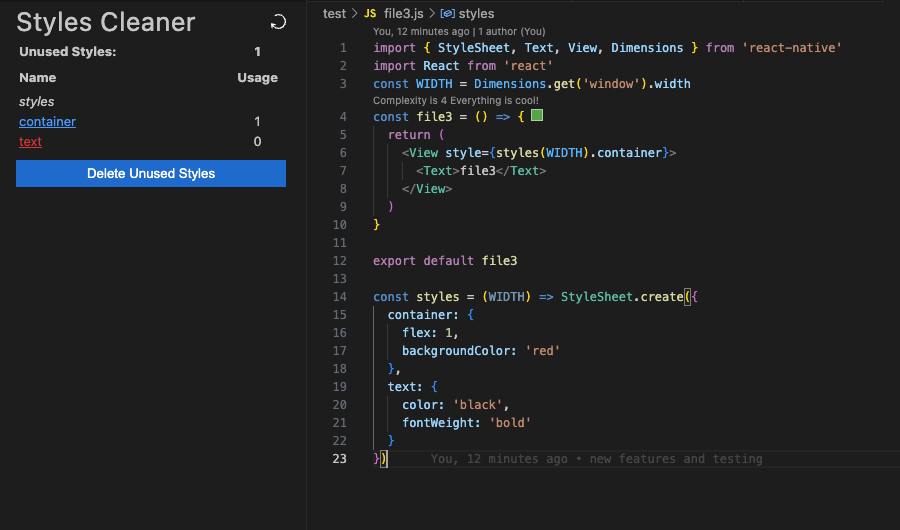 Styles Cleaner
Unused Styles: 1
Name Usage
styles
container 1
text 0
Delete Unused Styles
test > JS file3.js > styles
You, 12 minutes ago | 1 author (You)
1 import { StyleSheet, Text, View, Dimensions } from 'react-native'
2 import React from 'react'
3 const WIDTH = Dimensions.get('window').width
Complexity is 4 Everything is cool!
4 const file3 = () => {
5 return (
6 <View style={styles(WIDTH).container}>
7 <Text>file3</Text>
8 </View>
9 )
10 }
11
12 export default file3
13
14 const styles = (WIDTH) => StyleSheet.create({
15 container: {
16 flex: 1,
17 backgroundColor: 'red'
18 },
19 text: {
20 color: 'black',
21 fontWeight: 'bold'
22 }
23 }) You, 12 minutes ago • new features and testing